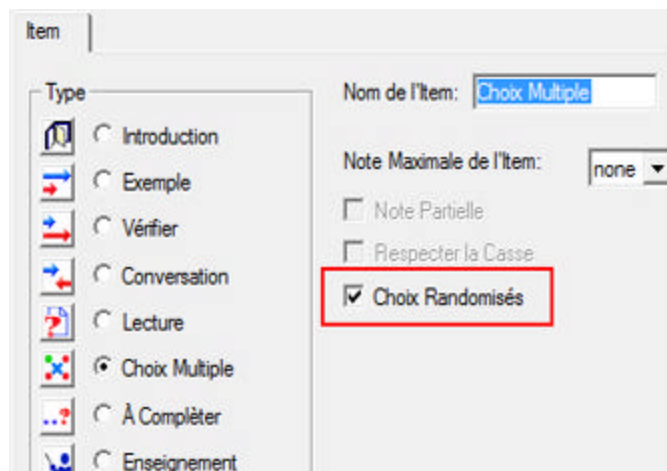 Item
Type
Introduction
Exemple
Vérifier
Conversation
Lecture
Choix Multiple
À Complèter
Enseignement
Nom de l'Item: Choix Multiple
Note Maximale de l'Item: none
Note Partielle
Respecter la Casse
Choix Randomisés